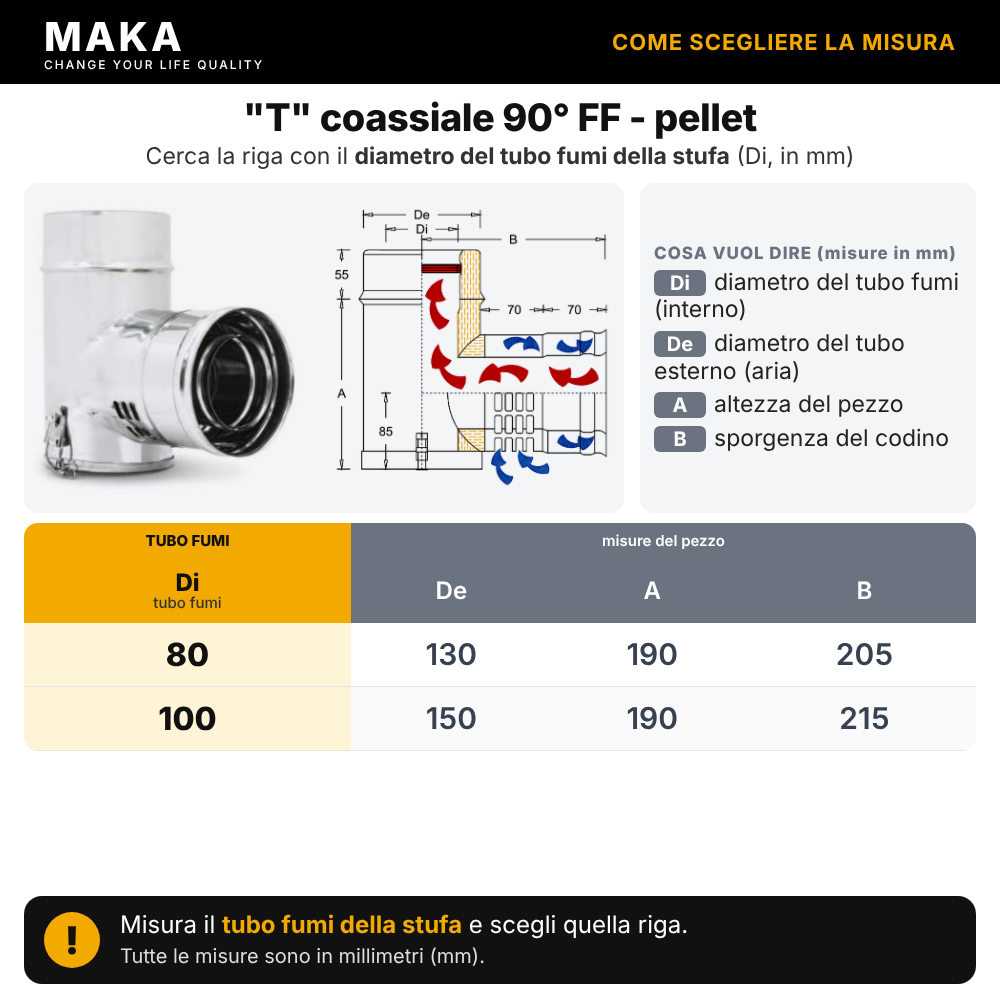 MAKA
CHANGE YOUR LIFE QUALITY
COME SCEGLIERE LA MISURA
"T" coassiale 90° FF - pellet
Cerca la riga con il diametro del tubo fumi della stufa (Di, in mm)
De
Di
B
55
70
70
A
85
COSA VUOL DIRE (misure in mm)
Di diametro del tubo fumi
(interno)
De diametro del tubo
esterno (aria)
A altezza del pezzo
B sporgenza del codino
TUBO FUMI
misure del pezzo
Di
tubo fumi
De
A
B
80 130 190 205
100 150 190 215
!
Misura il tubo fumi della stufa e scegli quella riga.
Tutte le misure sono in millimetri (mm).